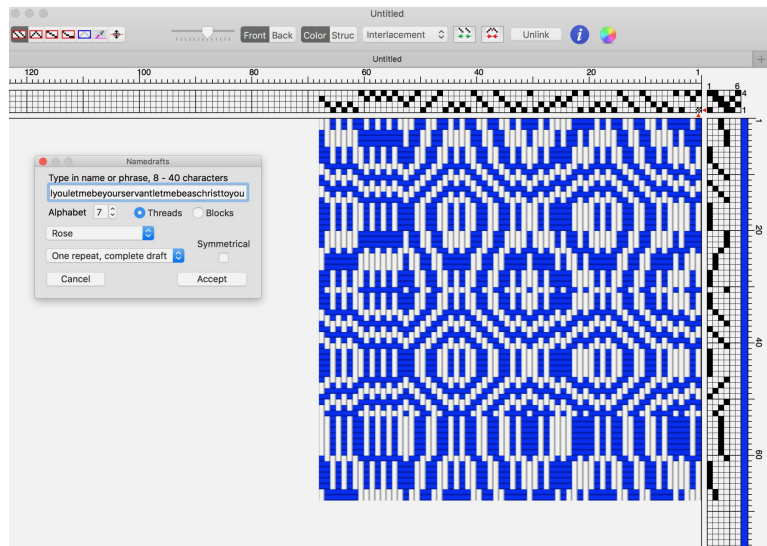 Untitled
Front Back Color Struc Interlacement Unlink i
Untitled +
120 100 80 60 40 20 1 1 6
4
1
1
20
40
60
Namedrafts
Type in name or phrase, 8 - 40 characters
lyouletmebeyourservantletmebeaschristtoyou
Alphabet 7 Threads Blocks
Rose
Symmetrical
One repeat, complete draft
Cancel Accept